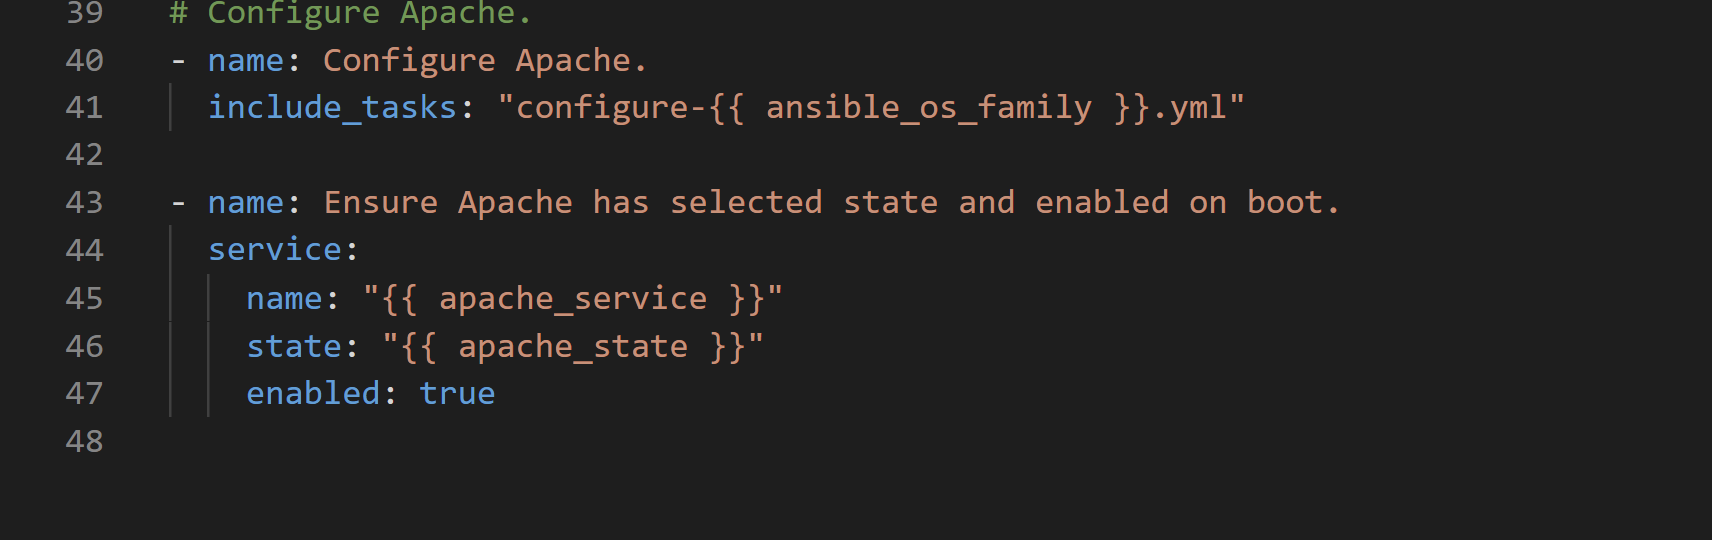 39 # Configure Apache.
40 - name: Configure Apache.
41 include_tasks: "configure-{{ ansible_os_family }}.yml"
42
43 - name: Ensure Apache has selected state and enabled on boot.
44 service:
45 name: "{{ apache_service }}"
46 state: "{{ apache_state }}"
47 enabled: true
48